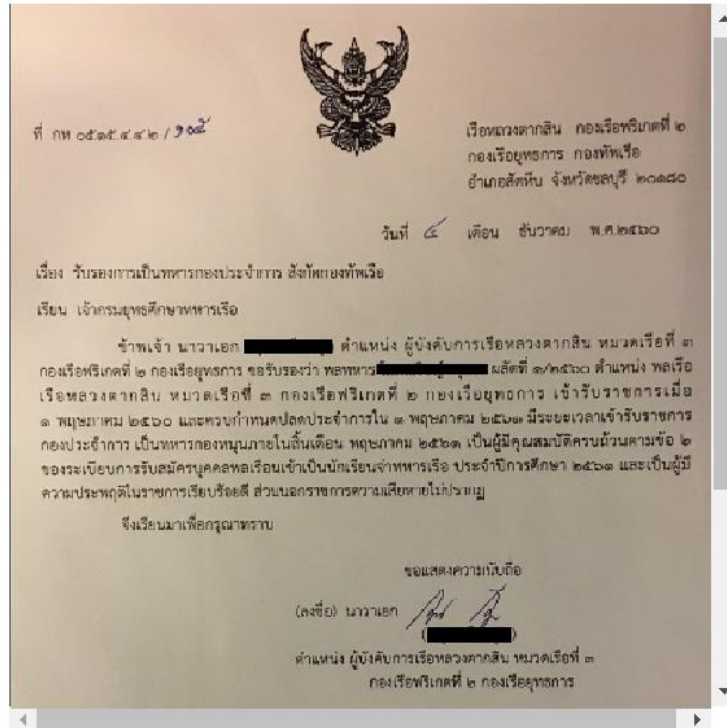 ที่ กห ๐๕๑๕.๔.๔.๒ / ๑๐๕
เรือหลวงตากสิน กองเรือฟริเกตที่ ๒
กองเรือยุทธการ กองทัพเรือ
อำเภอสัตหีบ จังหวัดชลบุรี ๒๐๑๘๐
วันที่ ๔ เดือน ธันวาคม พ.ศ.๒๕๖๐
เรื่อง รับรองการเป็นทหารกองประจำการ สังกัดกองทัพเรือ
เรียน เจ้ากรมยุทธศึกษาทหารเรือ
ข้าพเจ้า นาวาเอก ตำแหน่ง ผู้บังคับการเรือหลวงตากสิน หมวดเรือที่ ๓
กองเรือฟริเกตที่ ๒ กองเรือยุทธการ ขอรับรองว่า พลทหาร ผลัดที่ ๑/๒๕๖๐ ตำแหน่ง พลเรือ
เรือหลวงตากสิน หมวดเรือที่ ๓ กองเรือฟริเกตที่ ๒ กองเรือยุทธการ เข้ารับราชการเมื่อ
๑ พฤษภาคม ๒๕๖๐ และครบกำหนดปลดประจำการใน ๑ พฤษภาคม ๒๕๖๑ มีระยะเวลาเข้ารับราชการ
กองประจำการ เป็นทหารกองหนุนภายในสิ้นเดือน พฤษภาคม ๒๕๖๑ เป็นผู้มีคุณสมบัติครบถ้วนตามข้อ ๒
ของระเบียบการรับสมัครบุคคลพลเรือนเข้าเป็นนักเรียนจ่าทหารเรือ ประจำปีการศึกษา ๒๕๖๑ และเป็นผู้มี
ความประพฤติในราชการเรียบร้อยดี ส่วนนอกราชการความเสียหายไม่ปรากฏ
จึงเรียนมาเพื่อกรุณาทราบ
ขอแสดงความนับถือ
(ลงชื่อ) นาวาเอก
ตำแหน่ง ผู้บังคับการเรือหลวงตากสิน หมวดเรือที่ ๓
กองเรือฟริเกตที่ ๒ กองเรือยุทธการ